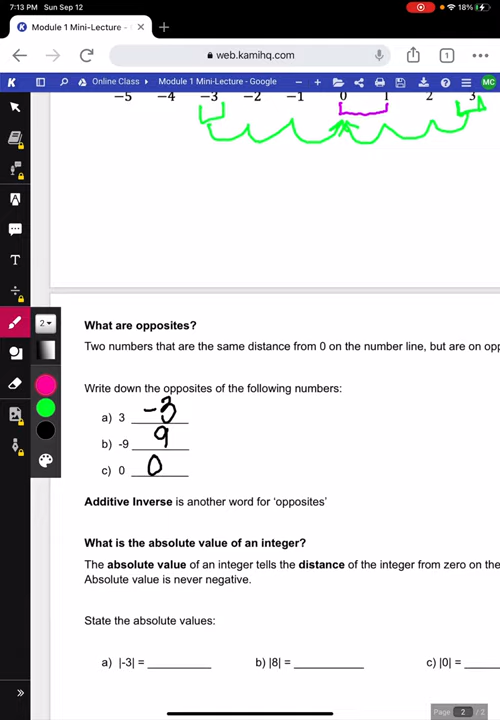 7:13 PM Sun Sep 12 18%
Module 1 Mini-Lecture -
web.kamihq.com 1
K Online Class Module 1 Mini-Lecture - Google MC
−5 −4 −3 −2 −1 0 1 2 3
What are opposites?
Two numbers that are the same distance from 0 on the number line, but are on opp
Write down the opposites of the following numbers:
a) 3 -3
b) -9 9
c) 0 0
Additive Inverse is another word for 'opposites'
What is the absolute value of an integer?
The absolute value of an integer tells the distance of the integer from zero on the
Absolute value is never negative.
State the absolute values:
a) |-3| = __________ b) |8| = __________ c) |0| = _____
2
T
Page 2 / 2